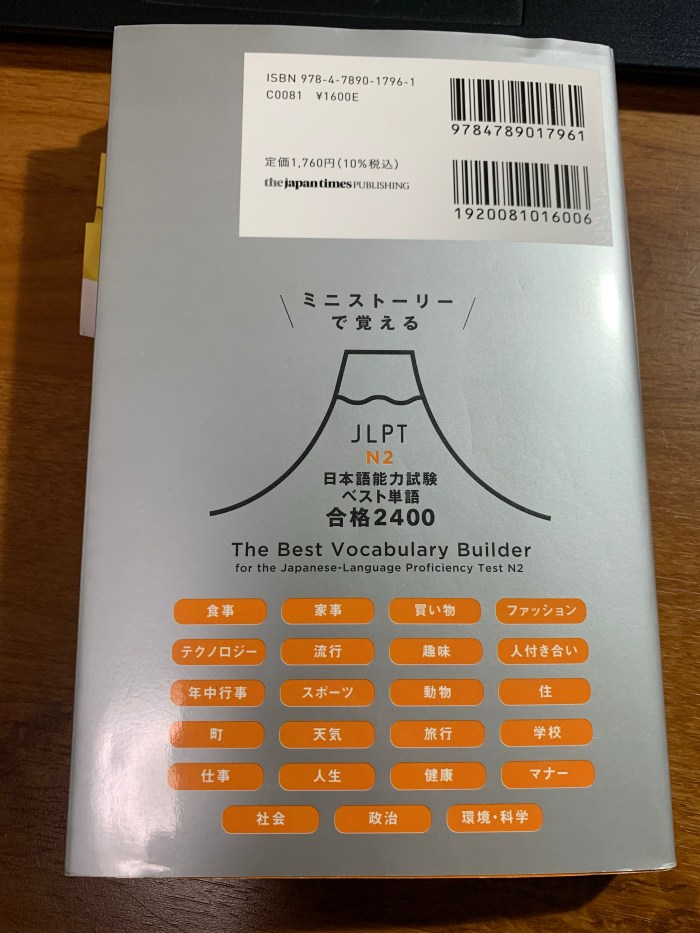 ISBN 978-4-7890-1796-1
C0081 ¥1600E
9784789017961
定価1,760円(10%税込)
the japantimes PUBLISHING
1920081016006
ミニストーリー
で覚える
JLPT
N2
日本語能力試験
ベスト単語
合格2400
The Best Vocabulary Builder
for the Japanese-Language Proficiency Test N2
食事 家事 買い物 ファッション
テクノロジー 流行 趣味 人付き合い
年中行事 スポーツ 動物 住
町 天気 旅行 学校
仕事 人生 健康 マナー
社会 政治 環境・科学